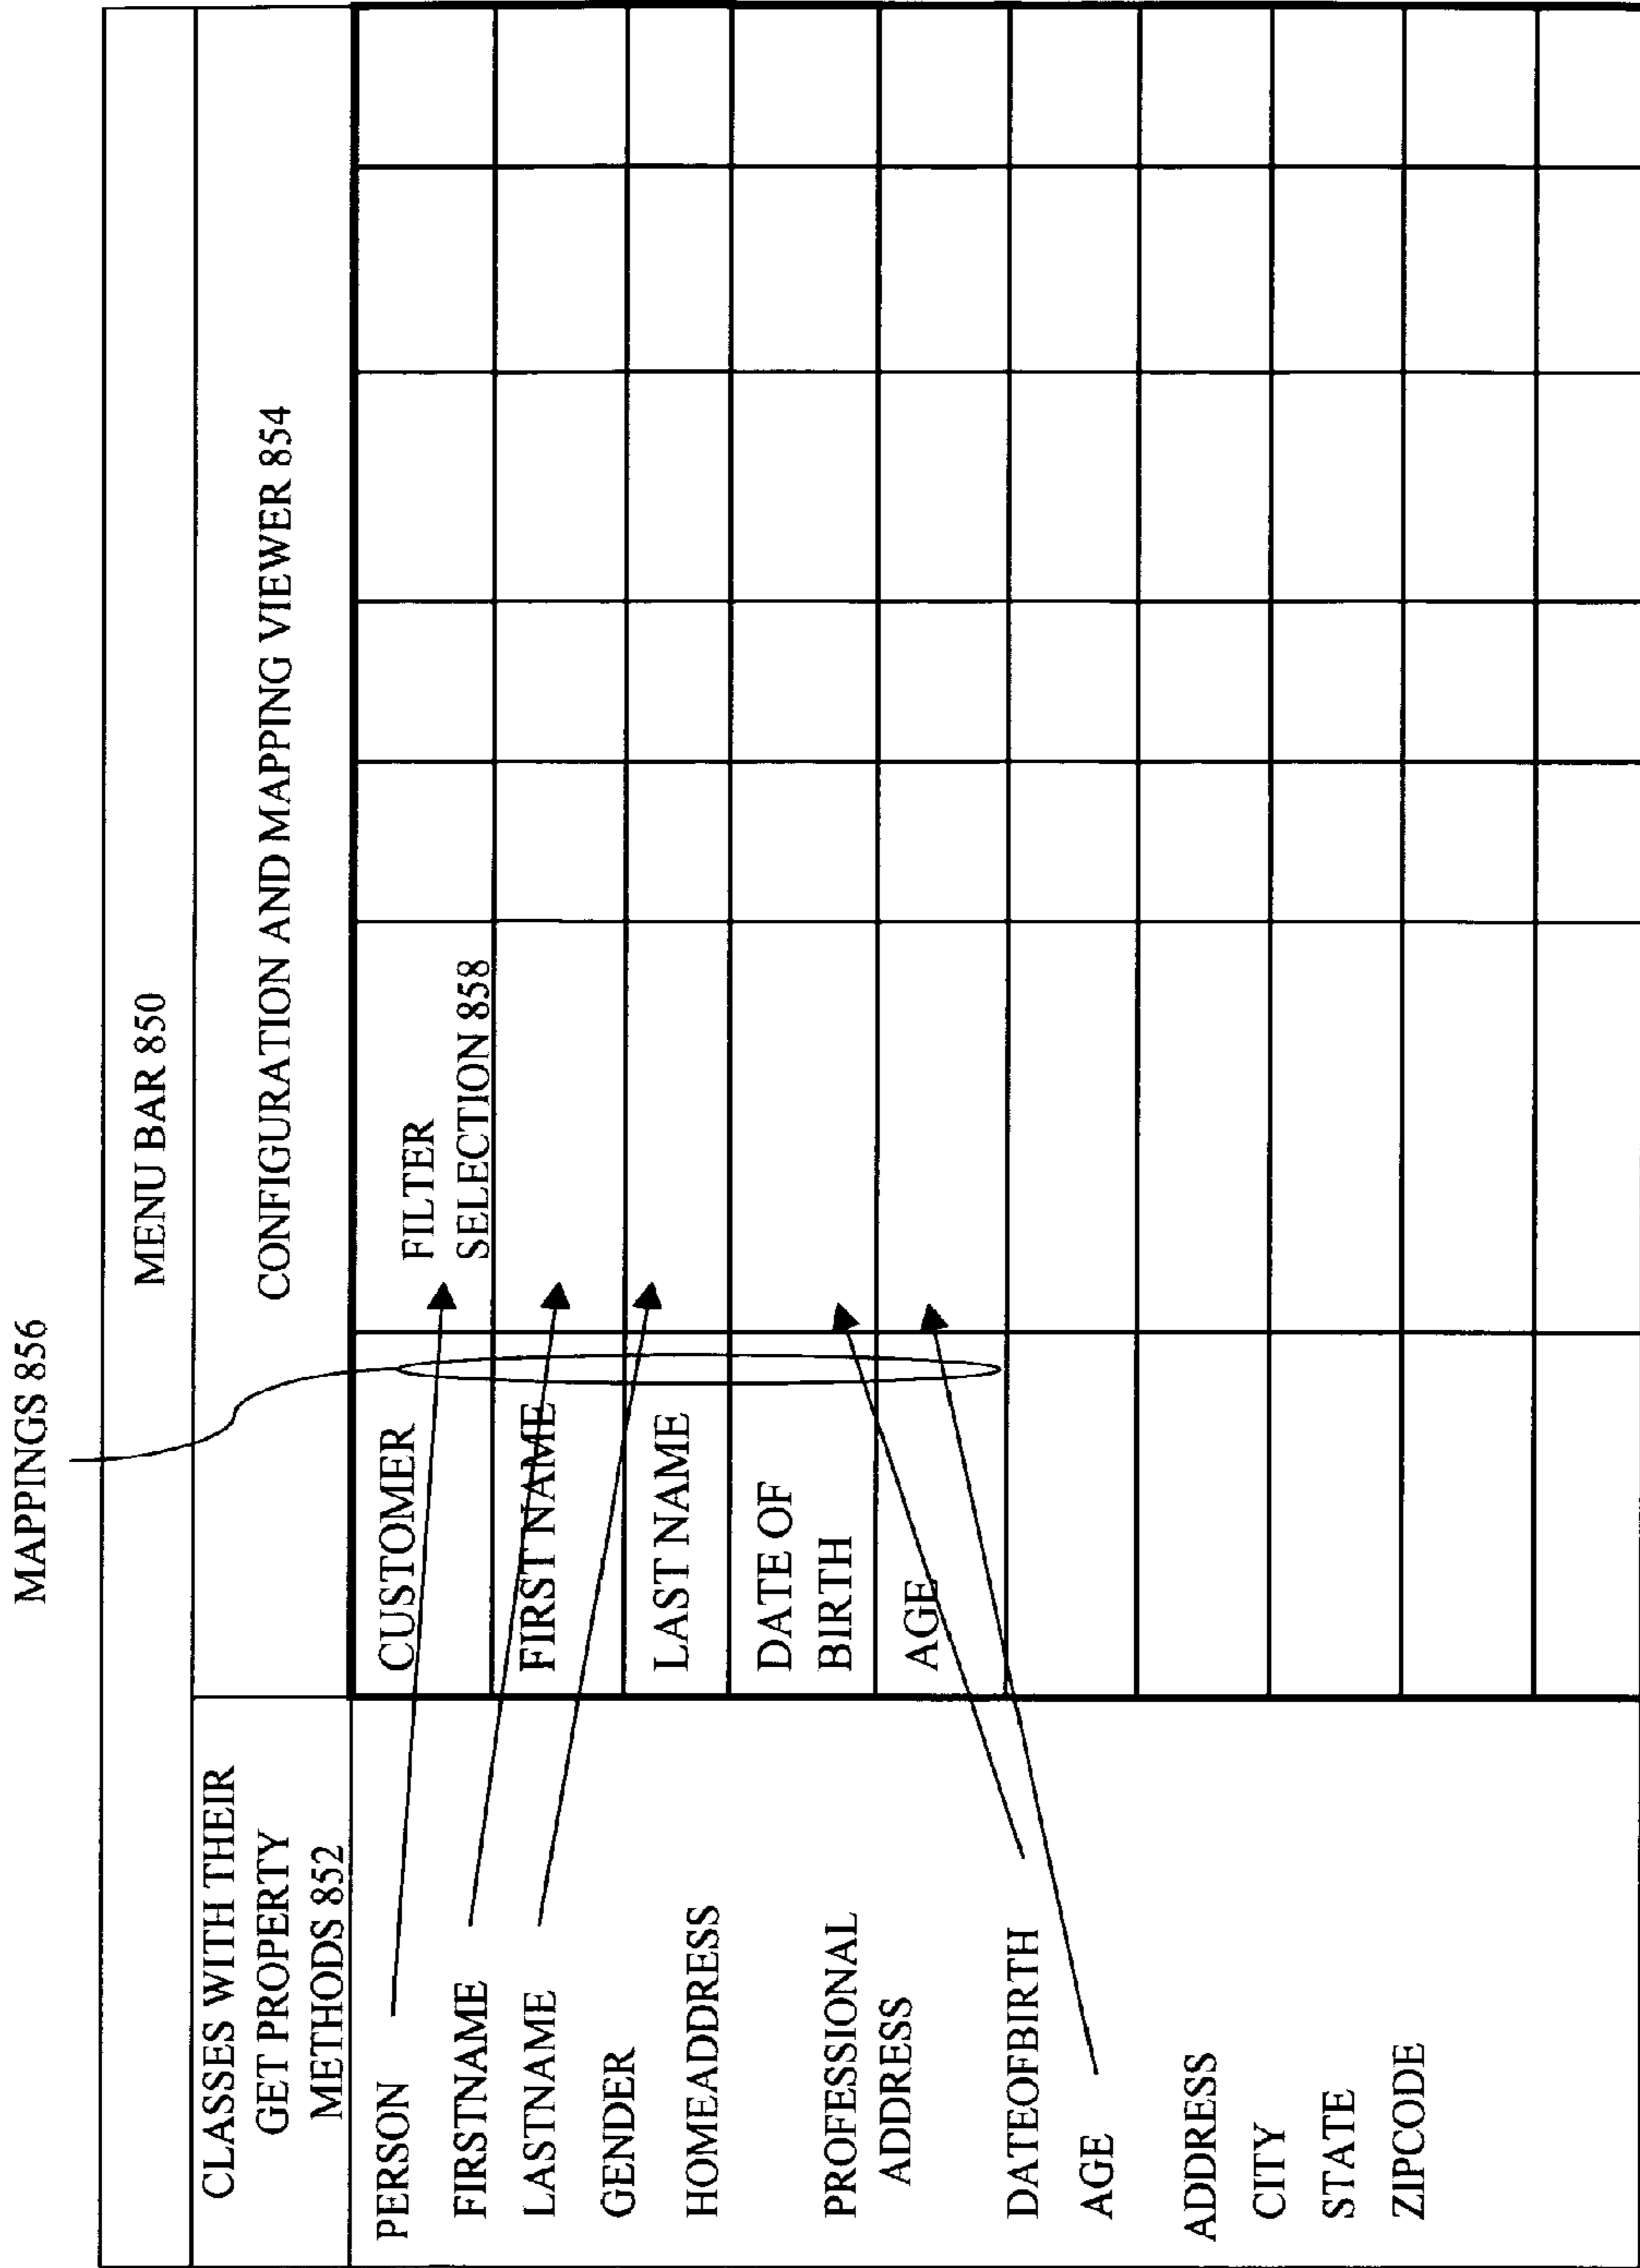 MAPPINGS 856
MENU BAR 850
CLASSES WITH THEIR
GET PROPERTY
METHODS 852
CONFIGURATION AND MAPPING VIEWER 854
PERSON
FIRSTNAME
LASTNAME
GENDER
HOMEADDRESS
PROFESSIONAL
ADDRESS
DATEOFBIRTH
AGE
ADDRESS
CITY
STATE
ZIPCODE
CUSTOMER
FIRST NAME
LAST NAME
DATE OF
BIRTH
AGE
FILTER
SELECTION 858